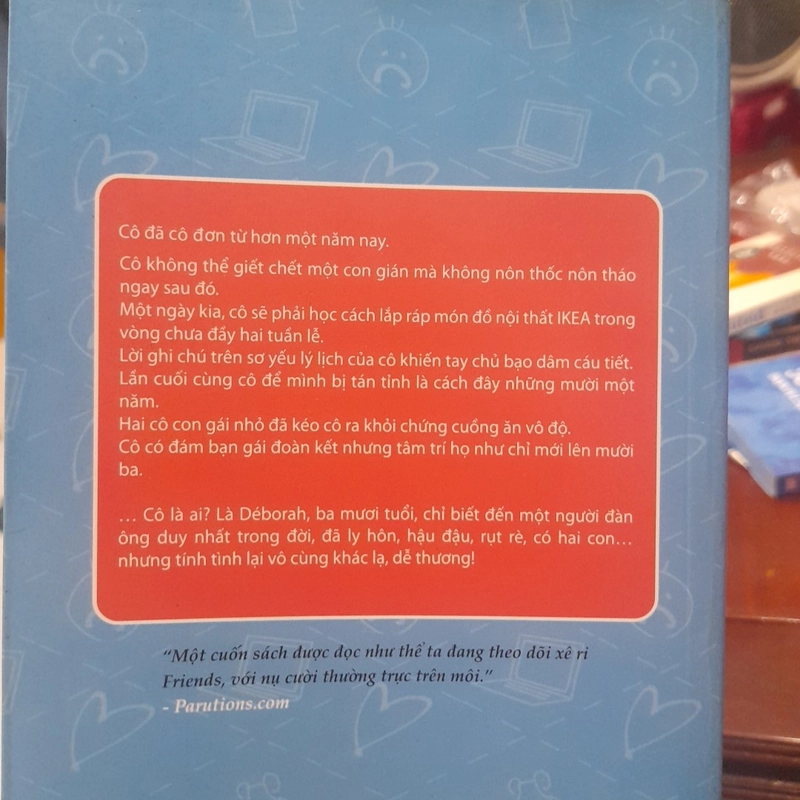 Cô đã cô đơn từ hơn một năm nay.
Cô không thể giết chết một con gián mà không nôn thốc nôn tháo
ngay sau đó.
Một ngày kia, cô sẽ phải học cách lắp ráp món đồ nội thất IKEA trong
vòng chưa đầy hai tuần lễ.
Lời ghi chú trên sơ yếu lý lịch của cô khiến tay chủ bạo dâm cáu tiết.
Lần cuối cùng cô để mình bị tán tỉnh là cách đây những mười một
năm.
Hai cô con gái nhỏ đã kéo cô ra khỏi chứng cuồng ăn vô độ.
Cô có đám bạn gái đoàn kết nhưng tâm trí họ như chỉ mới lên mười
ba.
… Cô là ai? Là Déborah, ba mươi tuổi, chỉ biết đến một người đàn
ông duy nhất trong đời, đã ly hôn, hậu đậu, rụt rè, có hai con…
nhưng tính tình lại vô cùng khác lạ, dễ thương!
“Một cuốn sách được đọc như thể ta đang theo dõi xê ri
Friends, với nụ cười thường trực trên môi.”
- Parutions.com